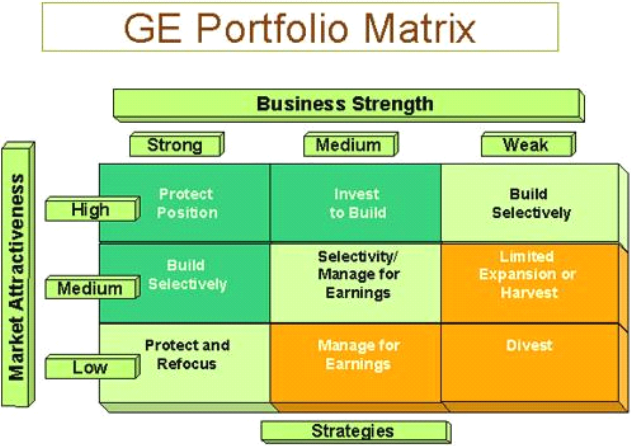 GE Portfolio Matrix
Business Strength
Strong
Medium
Weak
Market Attractiveness
High
Protect
Position
Invest
to Build
Build
Selectively
Medium
Build
Selectively
Selectivity/
Manage for
Earnings
Limited
Expansion or
Harvest
Low
Protect and
Refocus
Manage for
Earnings
Divest
Strategies